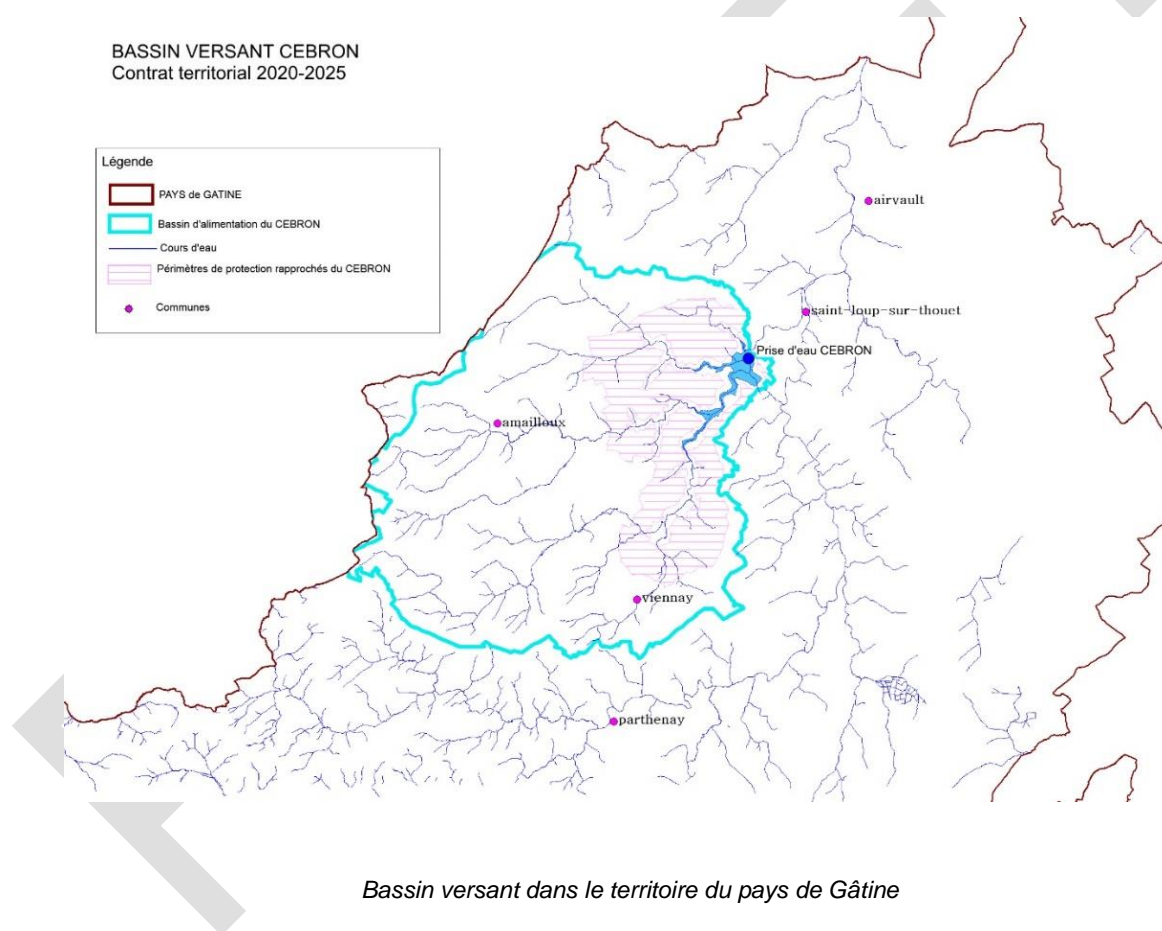 BASSIN VERSANT CEBRON
Contrat territorial 2020-2025
Légende
PAYS de GATINE
Bassin d'alimentation du CEBRON
Cours d'eau
Périmètres de protection rapprochés du CEBRON
Communes
airvault
saint-loup-sur-thouet
Prise d'eau CEBRON
amailloux
viennay
parthenay
Bassin versant dans le territoire du pays de Gâtine